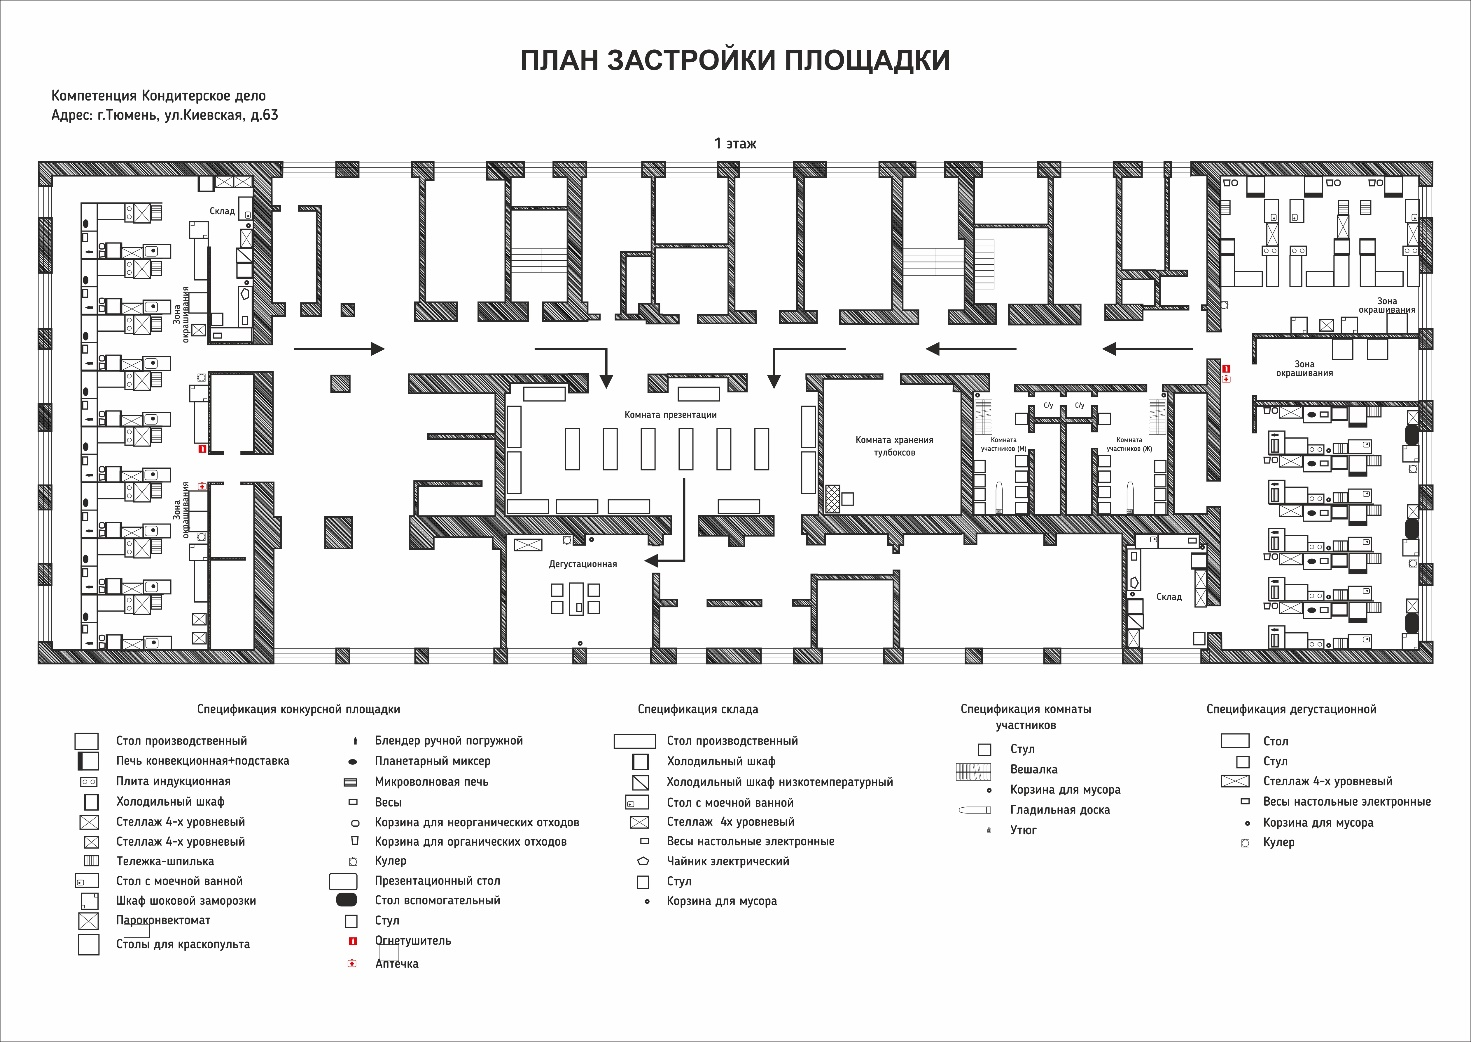 ПЛАН ЗАСТРОЙКИ ПЛОЩАДКИ
Компетенция Кондитерское дело
Адрес: г.Тюмень, ул.Киевская, д.63
1 этаж
Склад
Зона
окрашивания
Зона
окрашивания
Комната презентации
Дегустационная
Комната хранения
тулбоксов
С/у
С/у
Комната
участников (М)
Комната
участников (Ж)
Склад
Зона
окрашивания
Зона
окрашивания
Спецификация конкурсной площадки
Стол производственный
Печь конвекционная+подставка
Плита индукционная
Холодильный шкаф
Стеллаж 4-х уровневый
Стеллаж 4-х уровневый
Тележка-шпилька
Стол с моечной ванной
Шкаф шоковой заморозки
Пароконвектомат
Столы для краскопульта
Блендер ручной погружной
Планетарный миксер
Микроволновая печь
Весы
Корзина для неорганических отходов
Корзина для органических отходов
Кулер
Презентационный стол
Стол вспомогательный
Стул
Огнетушитель
Аптечка
Спецификация склада
Стол производственный
Холодильный шкаф
Холодильный шкаф низкотемпературный
Стол с моечной ванной
Стеллаж 4х уровневый
Весы настольные электронные
Чайник электрический
Стул
Корзина для мусора
Спецификация комнаты
участников
Стул
Вешалка
Корзина для мусора
Гладильная доска
Утюг
Спецификация дегустационной
Стол
Стул
Стеллаж 4-х уровневый
Весы настольные электронные
Корзина для мусора
Кулер